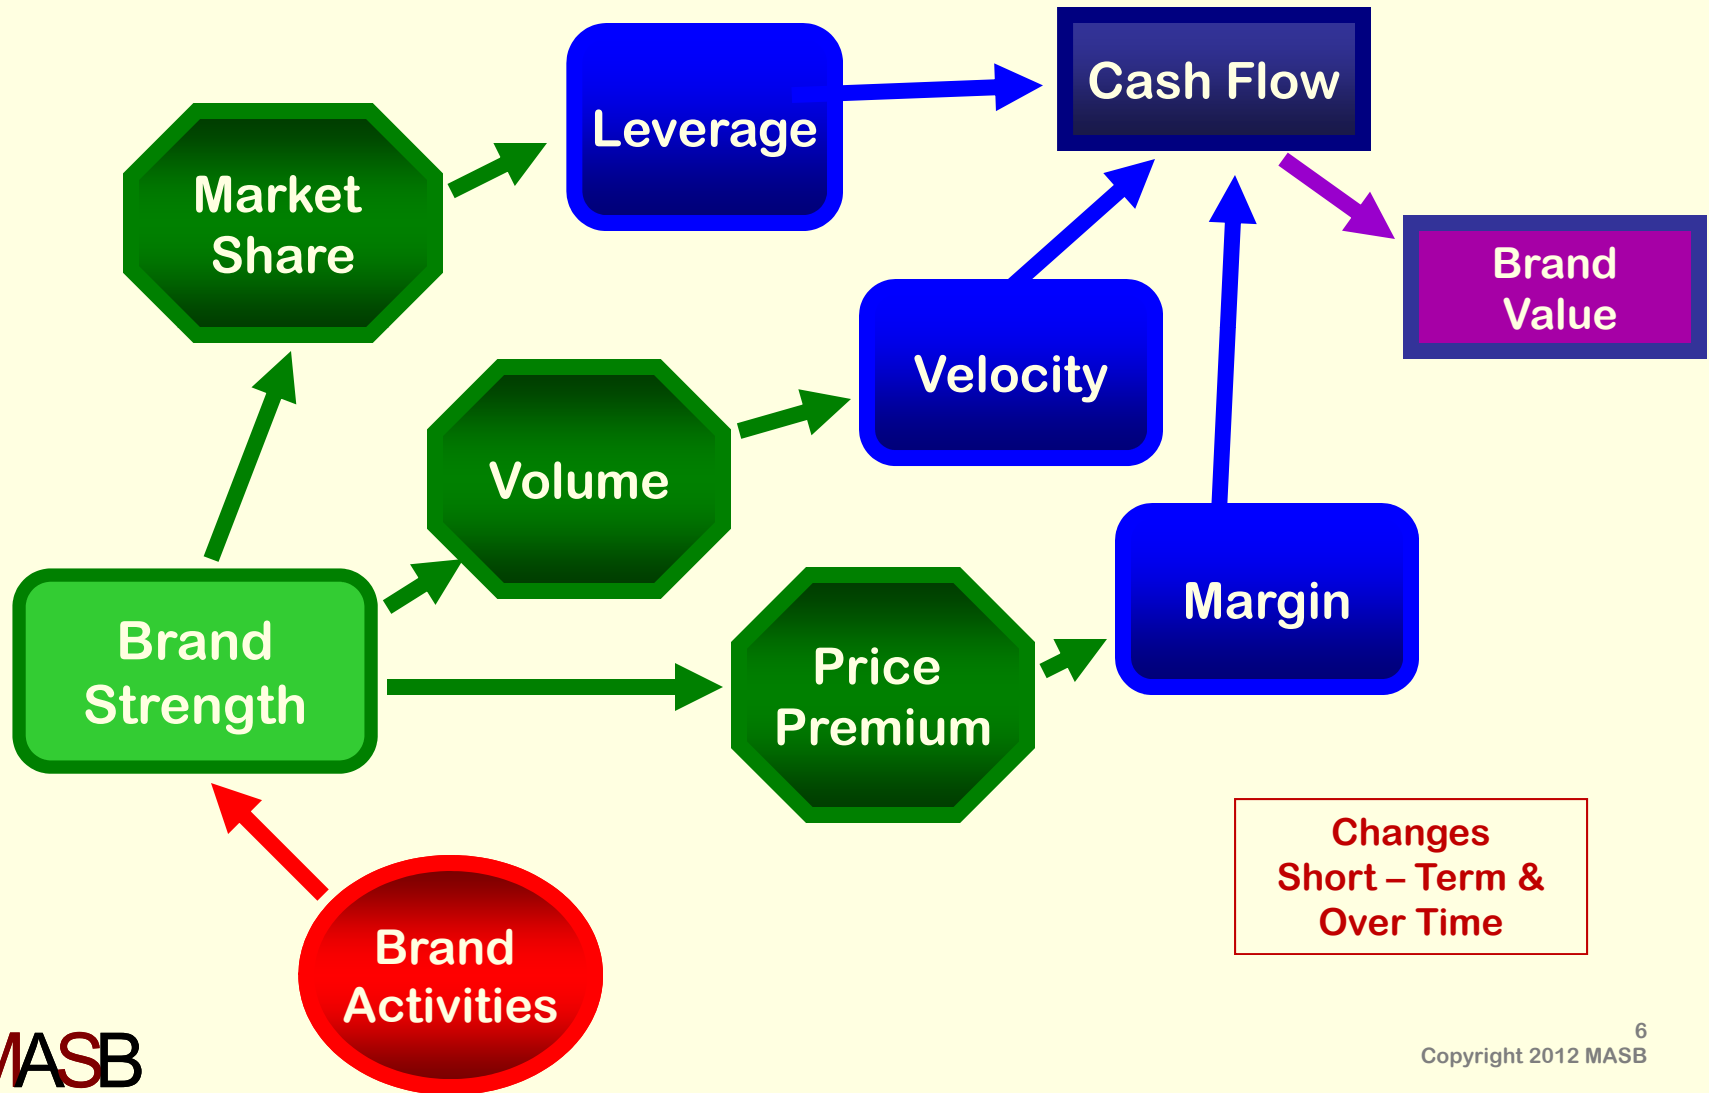 Leverage
Cash Flow
Market
Share
Brand
Value
Velocity
Volume
Margin
Brand
Strength
Price
Premium
Changes
Short – Term &
Over Time
Brand
Activities
MASB
6
Copyright 2012 MASB